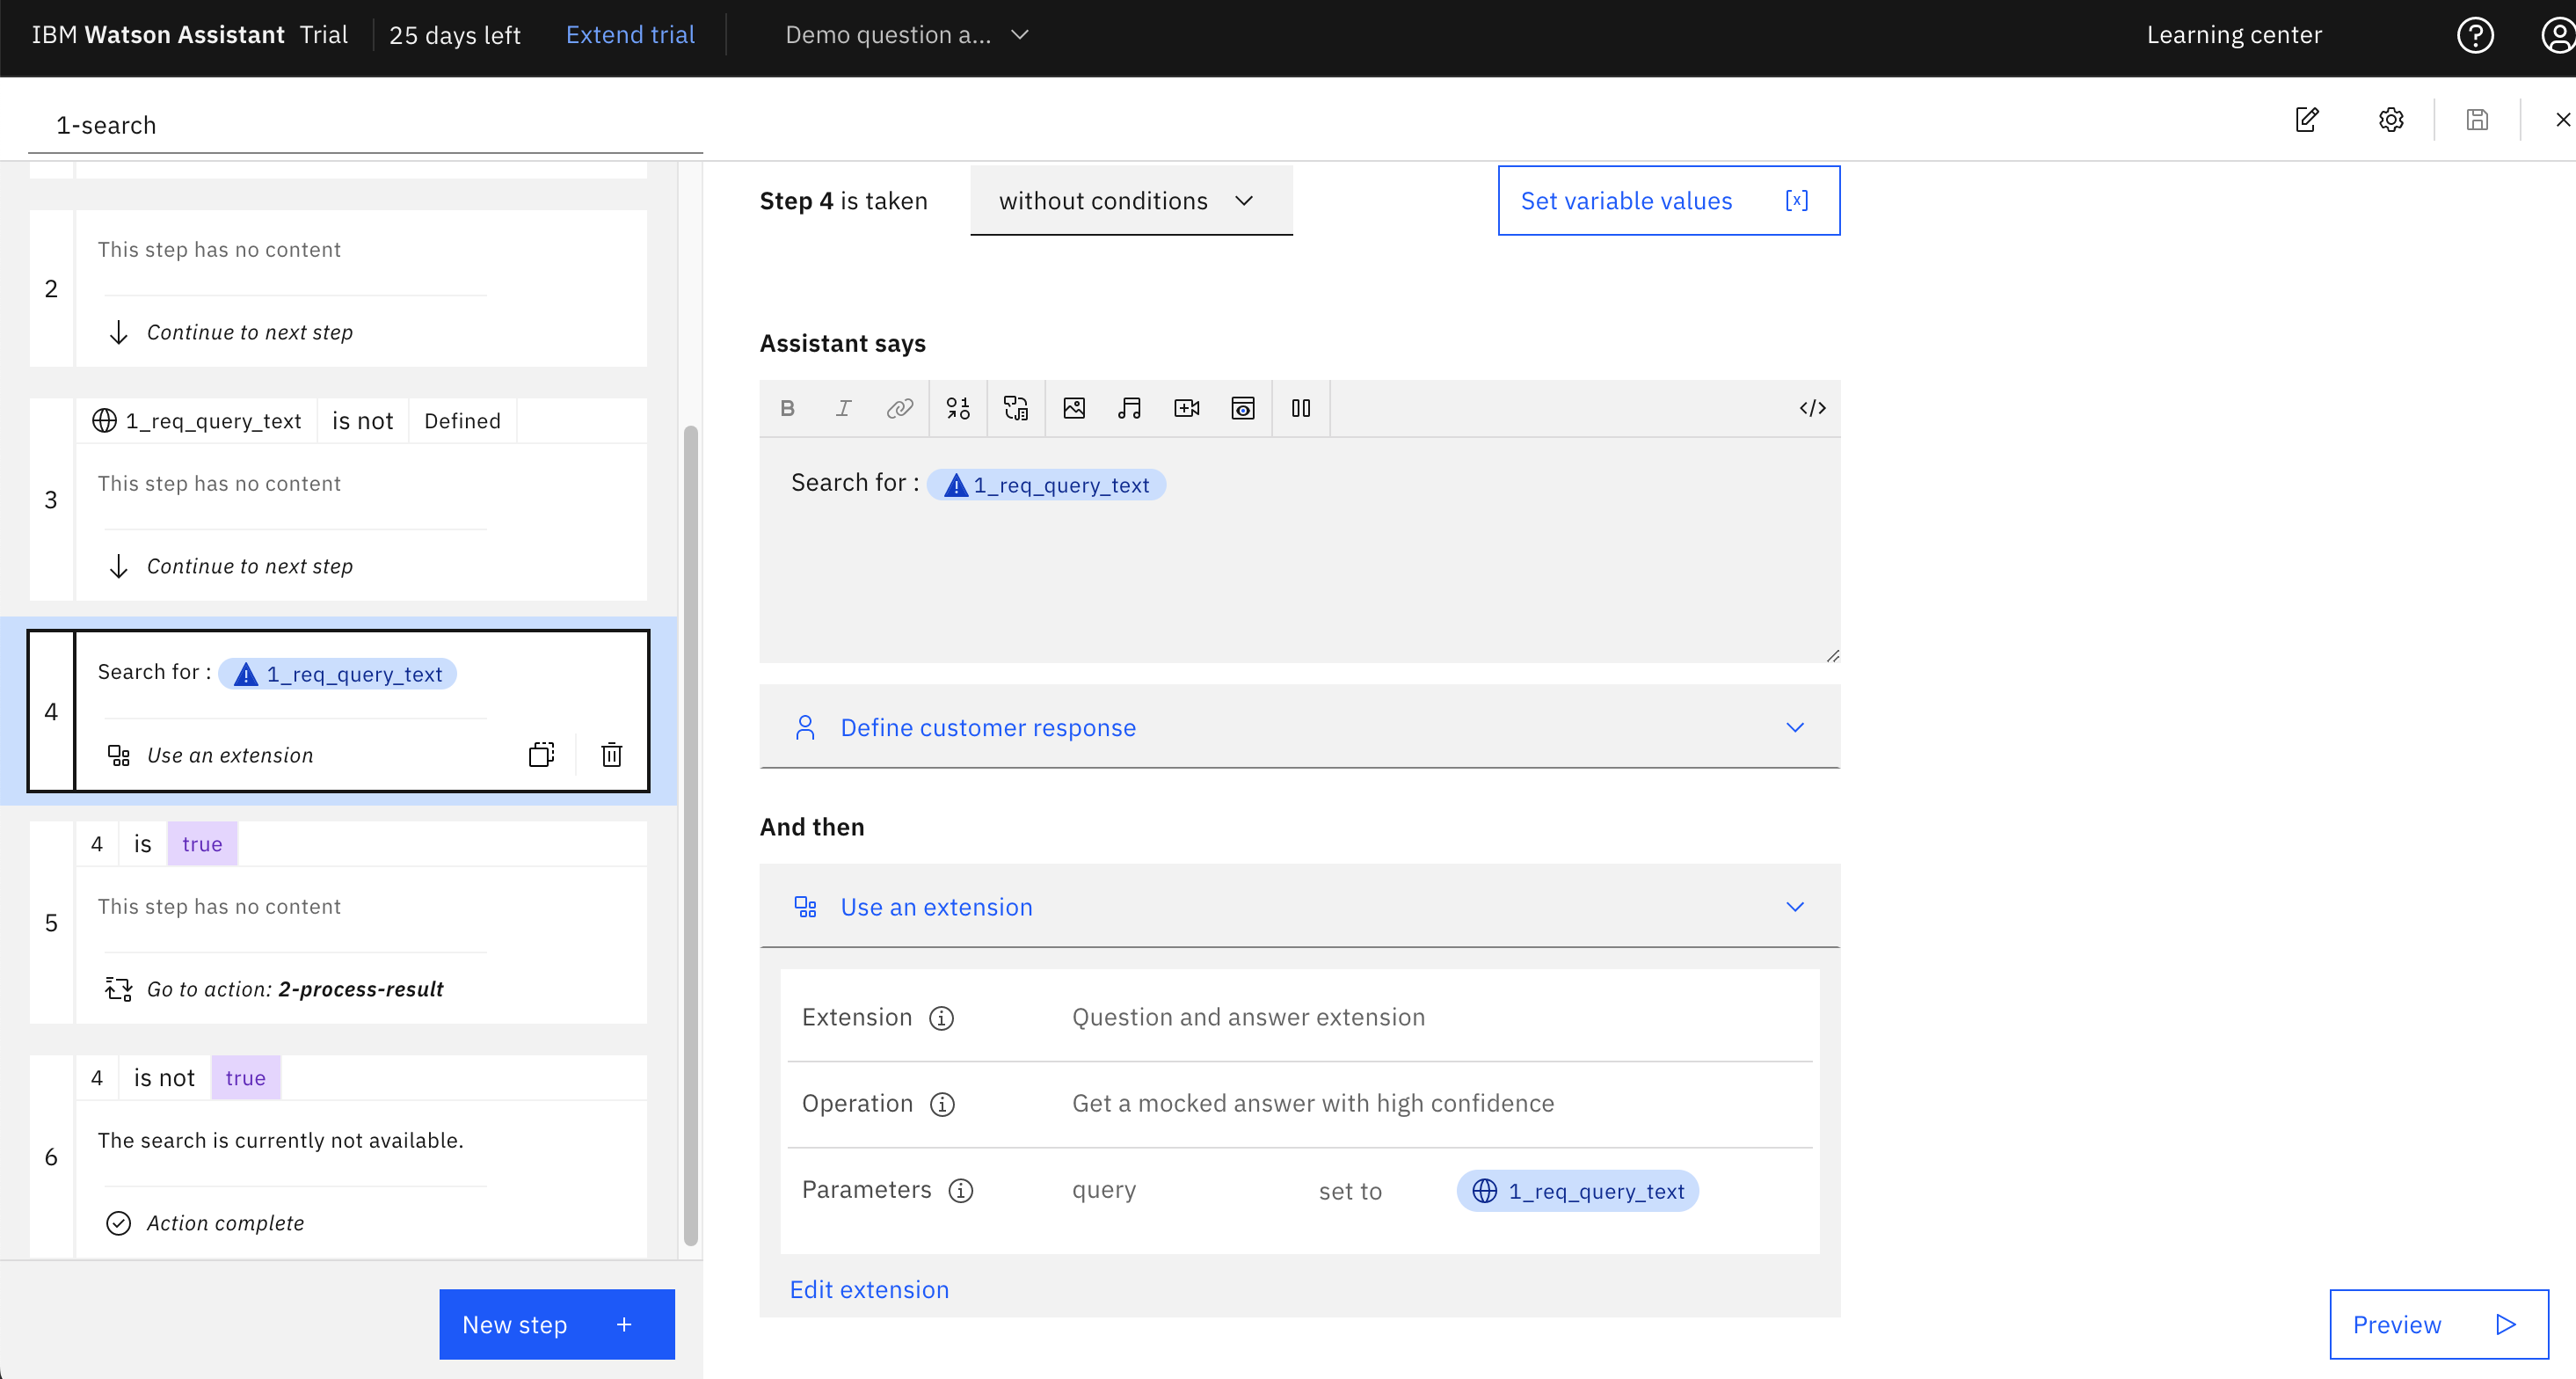 IBM Watson Assistant Trial 25 days left Extend trial Demo question a... Learning center
1-search
2
This step has no content
Continue to next step
3
1_req_query_text is not Defined
This step has no content
Continue to next step
4
Search for : 1_req_query_text
Use an extension
5
4 is true
This step has no content
Go to action: 2-process-result
6
4 is not true
The search is currently not available.
Action complete
New step +
Step 4 is taken without conditions Set variable values [x]
Assistant says
B I </>
Search for : 1_req_query_text
Define customer response
And then
Use an extension
Extension Question and answer extension
Operation Get a mocked answer with high confidence
Parameters query set to 1_req_query_text
Edit extension
Preview